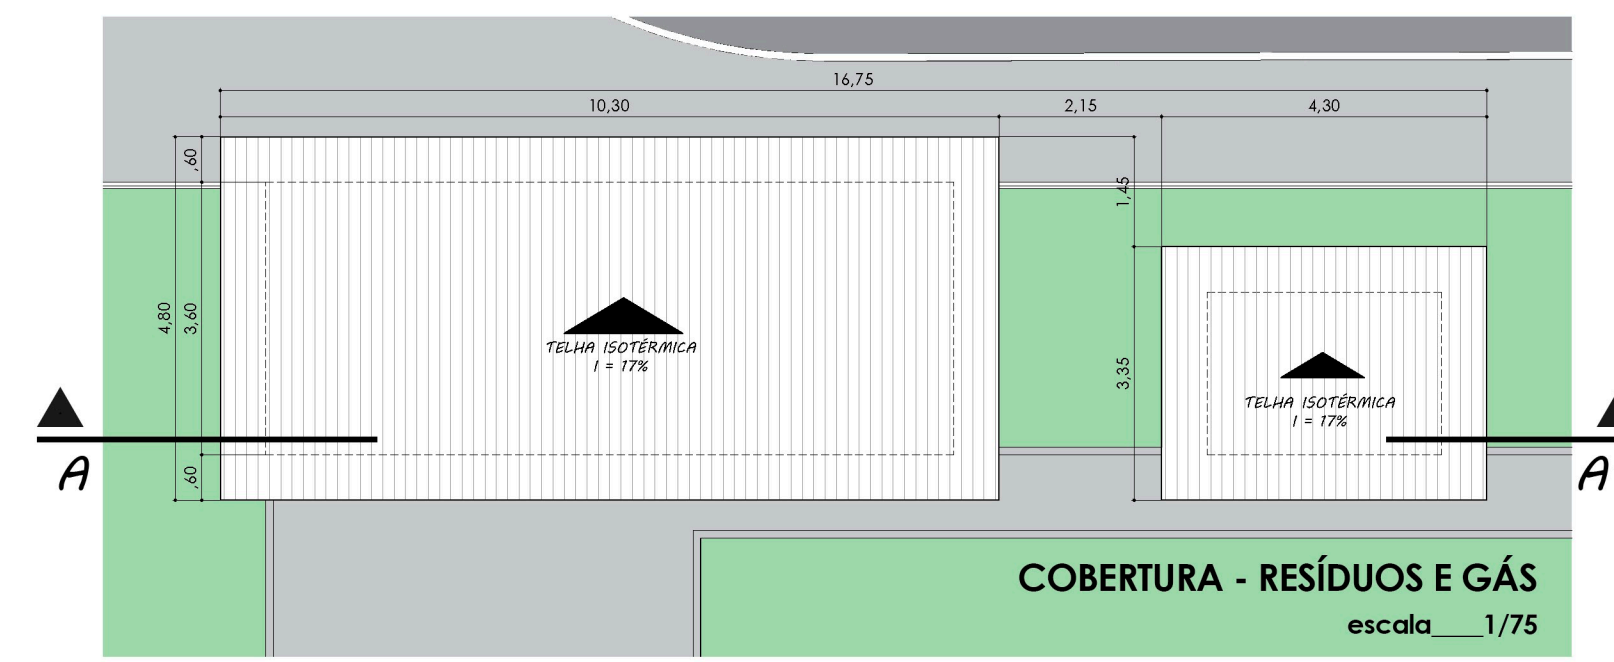 16,75
10,30
2,15
4,30
,60
1,45
4,80
3,60
3,35
TELHA ISOTÉRMICA
I = 17%
TELHA ISOTÉRMICA
I = 17%
A
A
,60
COBERTURA - RESÍDUOS E GÁS
escala____1/75